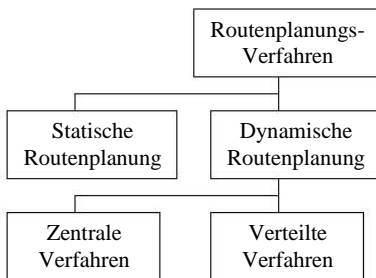 Routenplanungs-
Verfahren
Statische
Routenplanung
Dynamische
Routenplanung
Zentrale
Verfahren
Verteilte
Verfahren